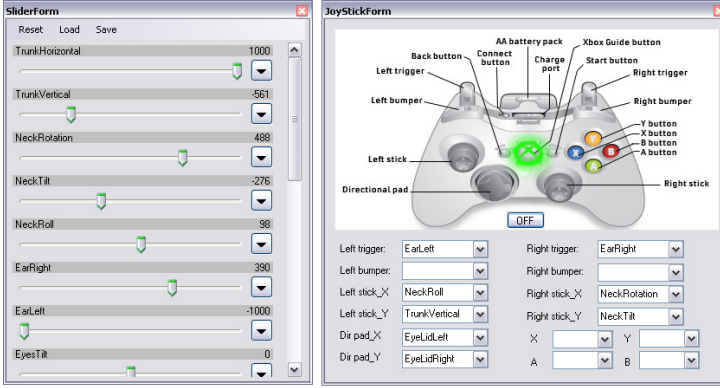 SliderForm
Reset Load Save
TrunkHorizontal 1000
TrunkVertical -561
NeckRotation 488
NeckTilt -276
NeckRoll 98
EarRight 390
EarLeft -1000
EyesTilt 0
JoyStickForm
AA battery pack
Xbox Guide button
Back button
Connect
button
Charge
port
Start button
Left trigger
Right trigger
Left bumper
Right bumper
Microsoft
Y button
X button
B button
A button
Y
X
B
A
Left stick
Right stick
Directional pad
OFF
Left trigger: EarLeft Right trigger: EarRight
Left bumper: Right bumper:
Left stick_X NeckRoll Right stick_X NeckRotation
Left stick_Y TrunkVertical Right stick_Y NeckTilt
Dir pad_X EyeLidLeft X Y
Dir pad_Y EyeLidRight A B